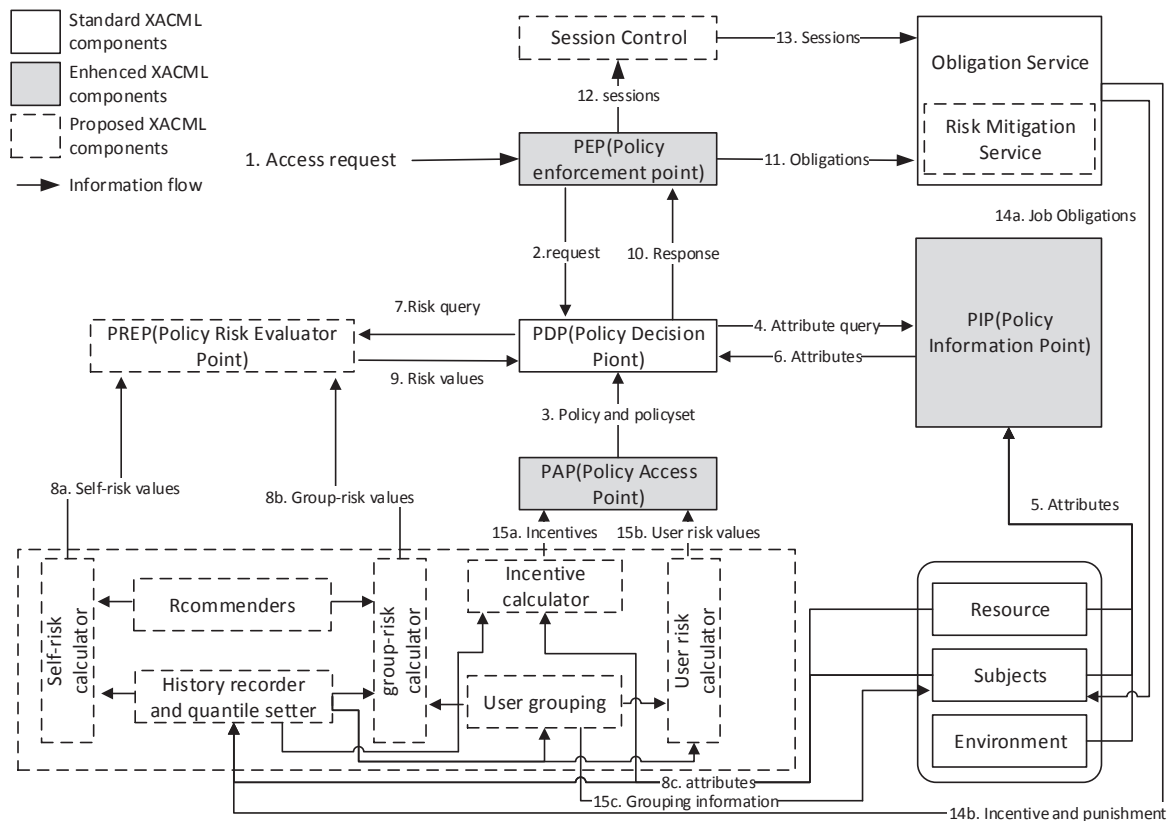 Standard XACML
components
Enhenced XACML
components
Proposed XACML
components
Information flow
Session Control
13. Sessions
Obligation Service
Risk Mitigation
Service
12. sessions
1. Access request
PEP(Policy
enforcement point)
11. Obligations
14a. Job Obligations
2.request
10. Response
7.Risk query
PREP(Policy Risk Evaluator
Point)
9. Risk values
PDP(Policy Decision
Piont)
4. Attribute query
6. Attributes
PIP(Policy
Information Point)
3. Policy and policyset
PAP(Policy Access
Point)
8a. Self-risk values
8b. Group-risk values
15a. Incentives
15b. User risk values
5. Attributes
Self-risk
calculator
Rcommenders
History recorder
and quantile setter
group-risk
calculator
Incentive
calculator
User grouping
User risk
calculator
Resource
Subjects
Environment
8c. attributes
15c. Grouping information
14b. Incentive and punishment